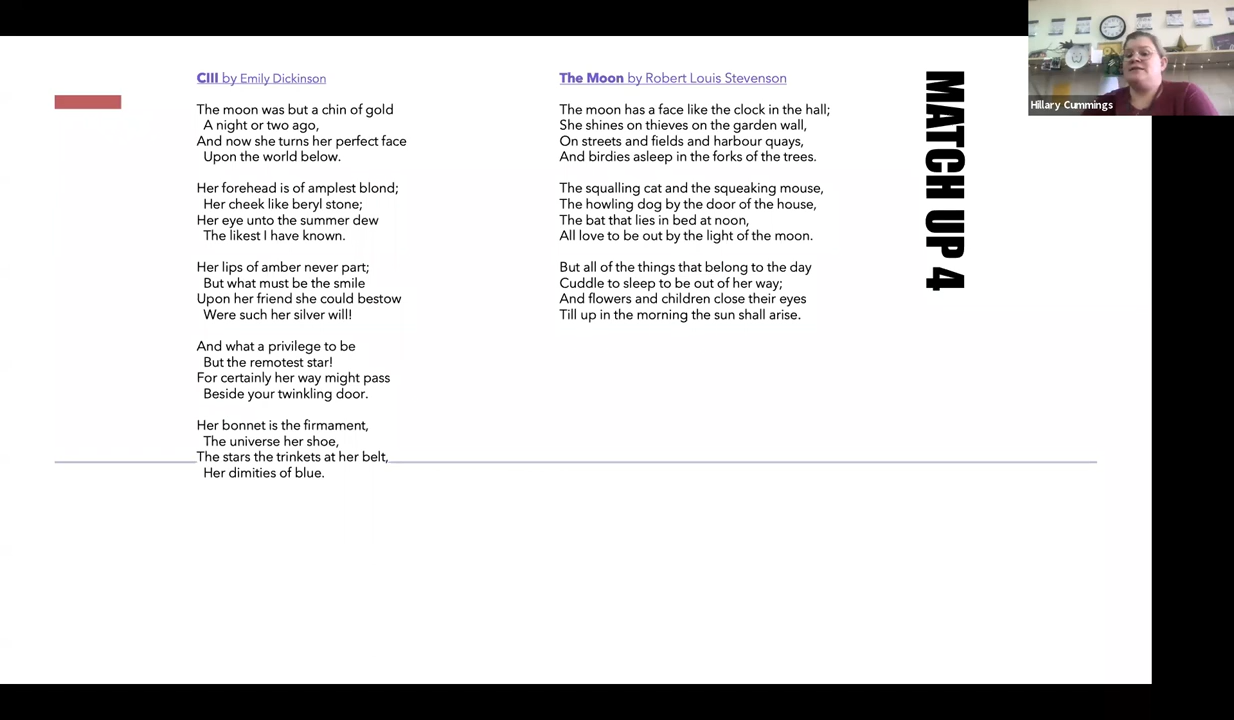 CIII by Emily Dickinson
The moon was but a chin of gold
A night or two ago,
And now she turns her perfect face
Upon the world below.
Her forehead is of amplest blond;
Her cheek like beryl stone;
Her eye unto the summer dew
The likest I have known.
Her lips of amber never part;
But what must be the smile
Upon her friend she could bestow
Were such her silver will!
And what a privilege to be
But the remotest star!
For certainly her way might pass
Beside your twinkling door.
Her bonnet is the firmament,
The universe her shoe,
The stars the trinkets at her belt,
Her dimities of blue.
The Moon by Robert Louis Stevenson
The moon has a face like the clock in the hall;
She shines on thieves on the garden wall,
On streets and fields and harbour quays,
And birdies asleep in the forks of the trees.
The squalling cat and the squeaking mouse,
The howling dog by the door of the house,
The bat that lies in bed at noon,
All love to be out by the light of the moon.
But all of the things that belong to the day
Cuddle to sleep to be out of her way;
And flowers and children close their eyes
Till up in the morning the sun shall arise.
MATCH UP 4
Hillary Cummings